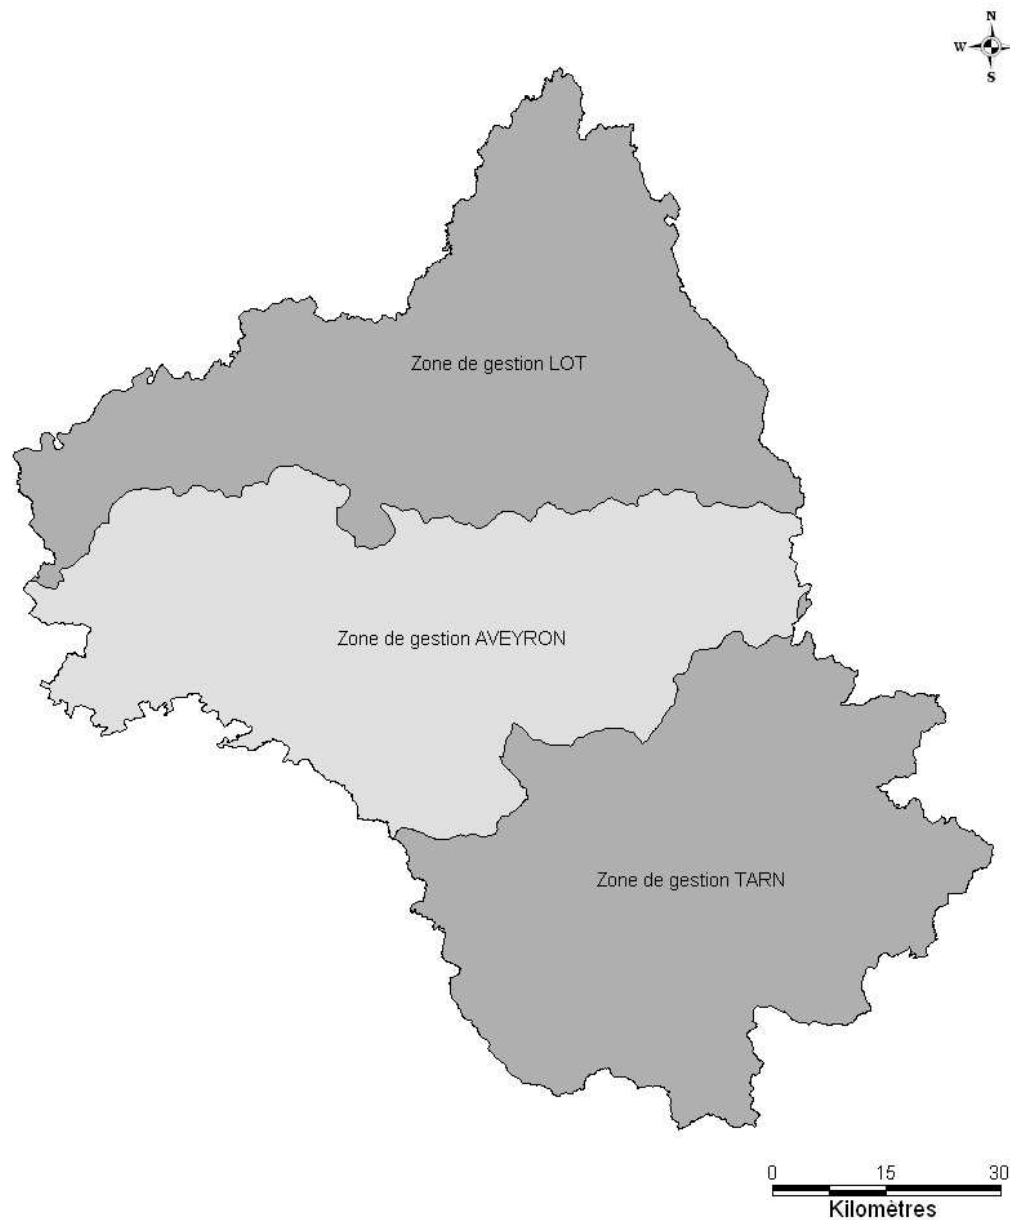 N
W
S
Zone de gestion LOT
Zone de gestion AVEYRON
Zone de gestion TARN
0 15 30
Kilomètres